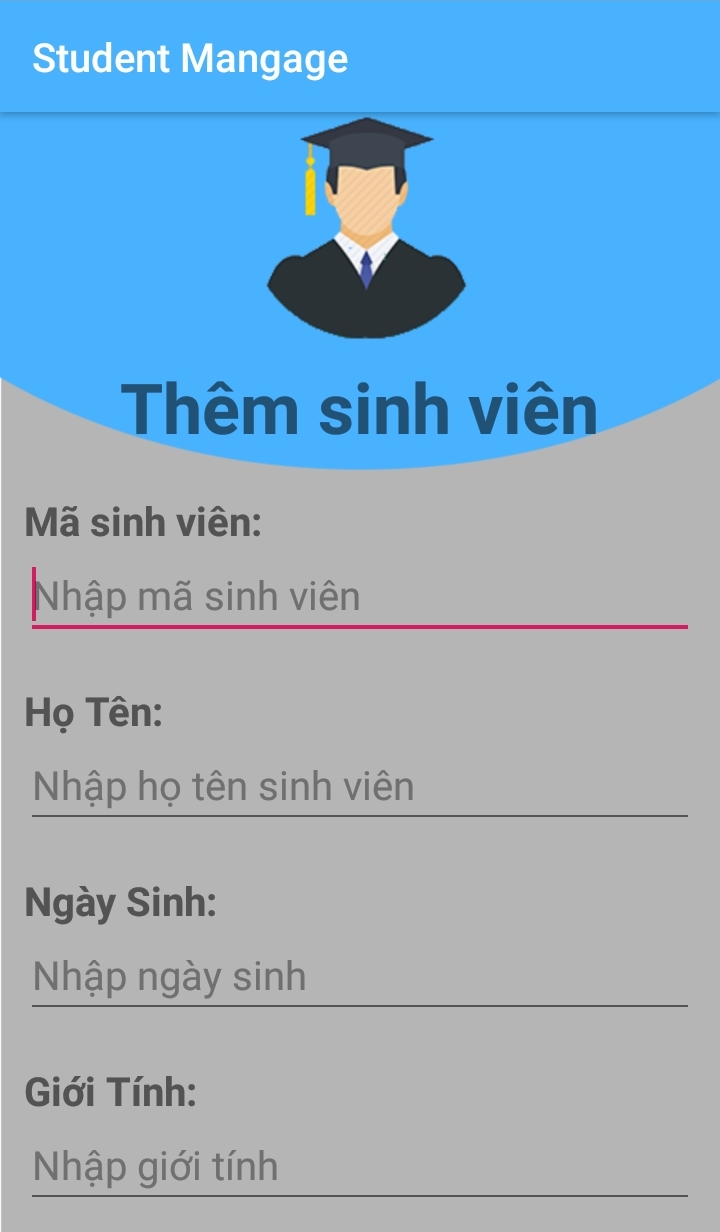 Student Mangage
Thêm sinh viên
Mã sinh viên:
Nhập mã sinh viên
Họ Tên:
Nhập họ tên sinh viên
Ngày Sinh:
Nhập ngày sinh
Giới Tính:
Nhập giới tính